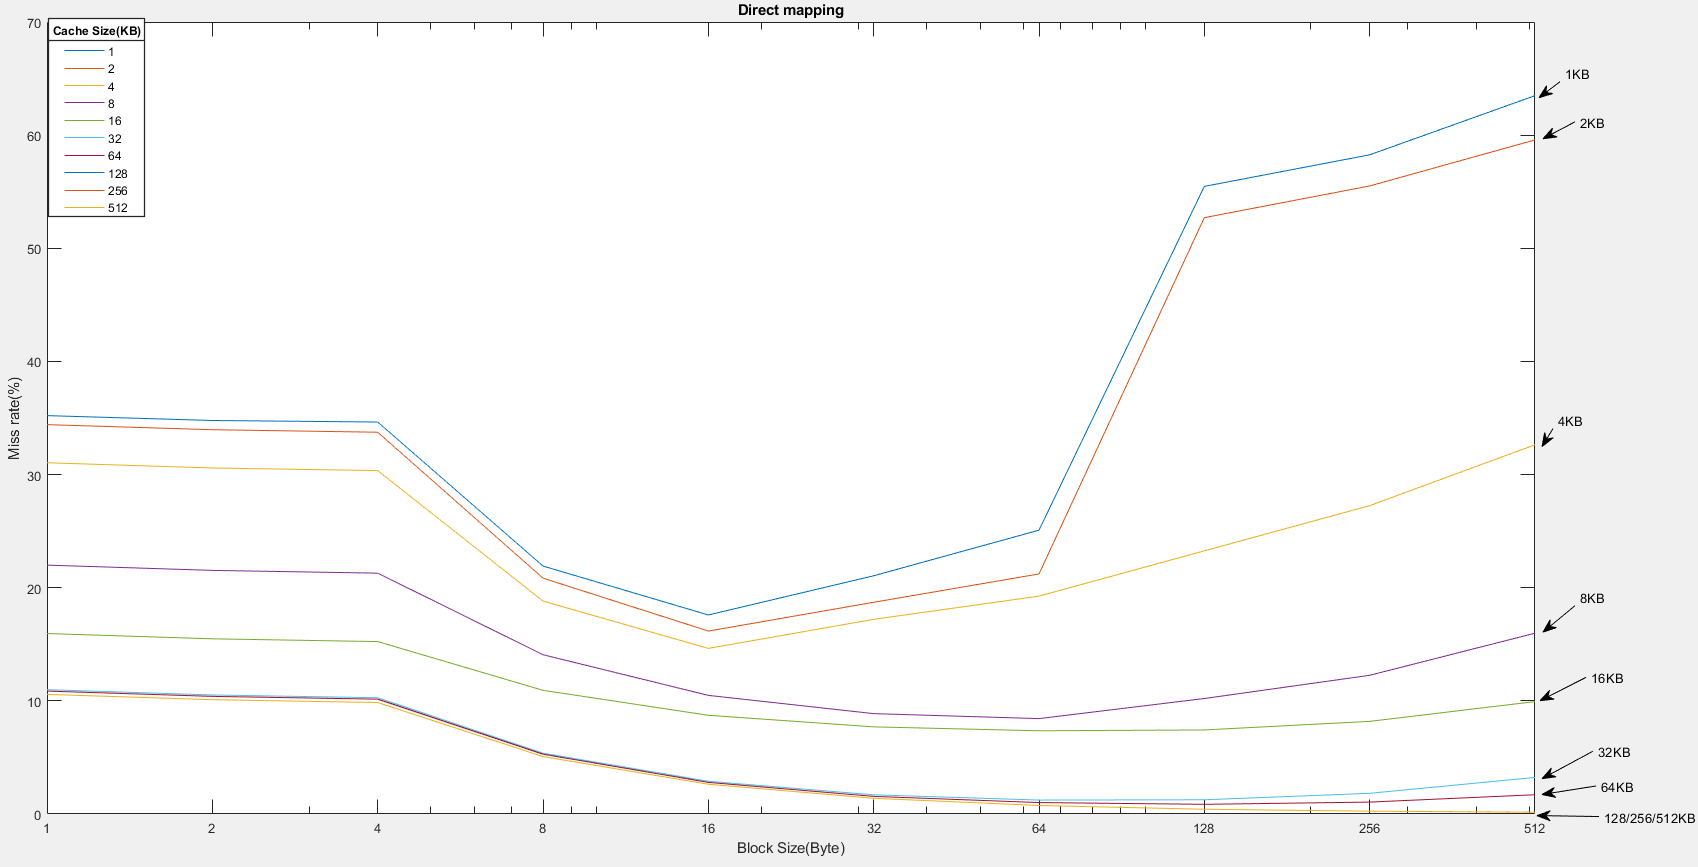 Direct mapping
70
60
50
40
30
20
10
0
Miss rate(%)
Cache Size(KB)
1
2
4
8
16
32
64
128
256
512
1KB
2KB
4KB
8KB
16KB
32KB
64KB
128/256/512KB
1 2 4 8 16 32 64 128 256 512
Block Size(Byte)